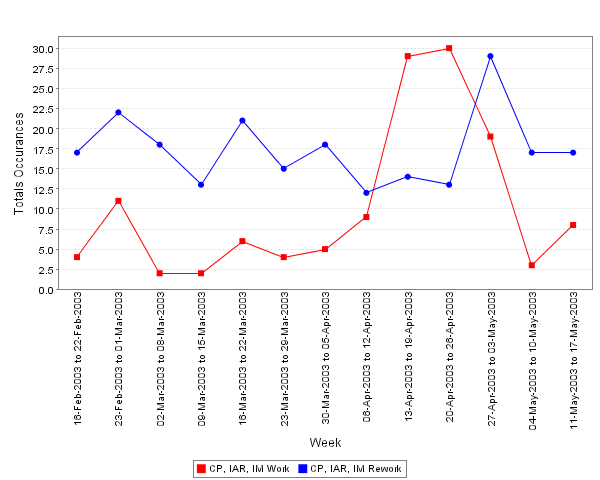 30.0
27.5
25.0
22.5
20.0
17.5
15.0
12.5
10.0
7.5
5.0
2.5
0.0
Totals Occurances
16-Feb-2003 to 22-Feb-2003
23-Feb-2003 to 01-Mar-2003
02-Mar-2003 to 08-Mar-2003
09-Mar-2003 to 15-Mar-2003
16-Mar-2003 to 22-Mar-2003
23-Mar-2003 to 29-Mar-2003
30-Mar-2003 to 05-Apr-2003
06-Apr-2003 to 12-Apr-2003
13-Apr-2003 to 19-Apr-2003
20-Apr-2003 to 26-Apr-2003
27-Apr-2003 to 03-May-2003
04-May-2003 to 10-May-2003
11-May-2003 to 17-May-2003
Week
CP, IAR, IM Work
CP, IAR, IM Rework